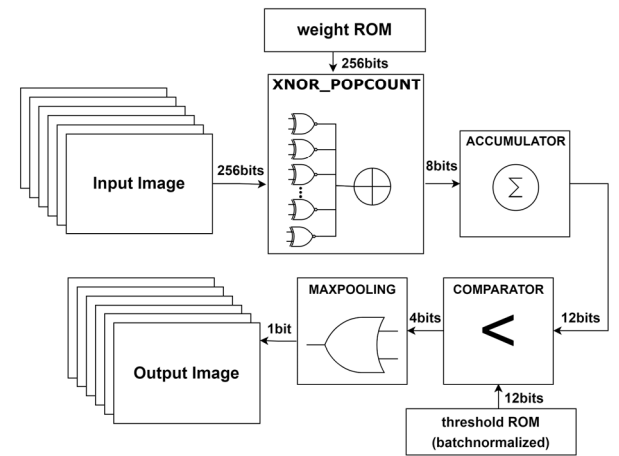 weight ROM
256bits
XNOR_POPCOUNT
Input Image
256bits
8bits
ACCUMULATOR
Σ
12bits
COMPARATOR
<
4bits
MAXPOOLING
1bit
Output Image
12bits
threshold ROM
(batchnormalized)